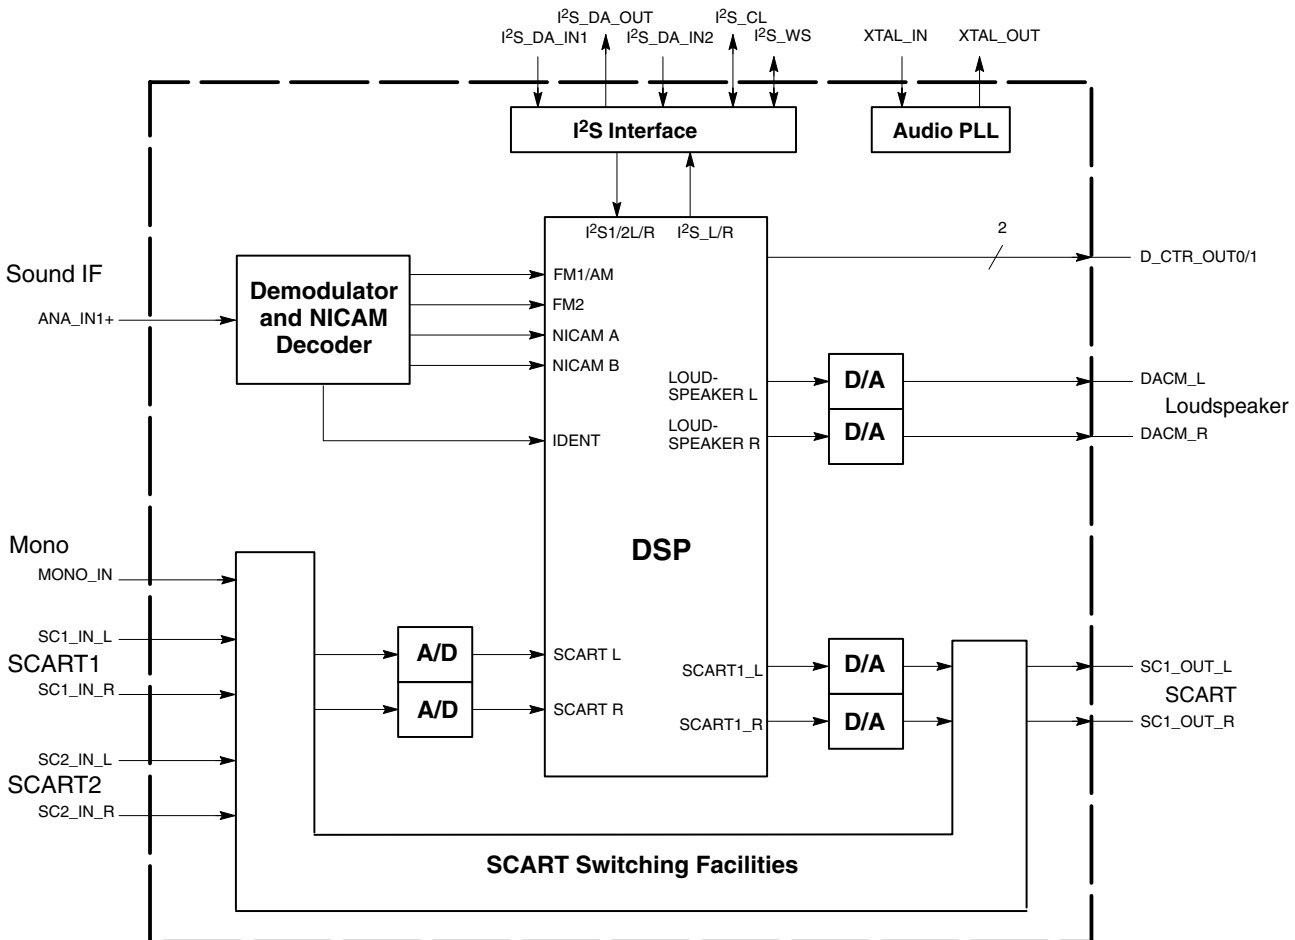 I²S_DA_OUT
I²S_CL
I²S_DA_IN1
I²S_DA_IN2
I²S_WS
XTAL_IN
XTAL_OUT
I²S Interface
Audio PLL
I²S1/2L/R
I²S_L/R
2
D_CTR_OUT0/1
Sound IF
ANA_IN1+
Demodulator
and NICAM
Decoder
FM1/AM
FM2
NICAM A
NICAM B
IDENT
LOUD-
SPEAKER L
D/A
DACM_L
Loudspeaker
LOUD-
SPEAKER R
D/A
DACM_R
DSP
Mono
MONO_IN
SC1_IN_L
SCART1
SC1_IN_R
SC2_IN_L
SCART2
SC2_IN_R
A/D
SCART L
A/D
SCART R
SCART1_L
D/A
SC1_OUT_L
SCART
SCART1_R
D/A
SC1_OUT_R
SCART Switching Facilities